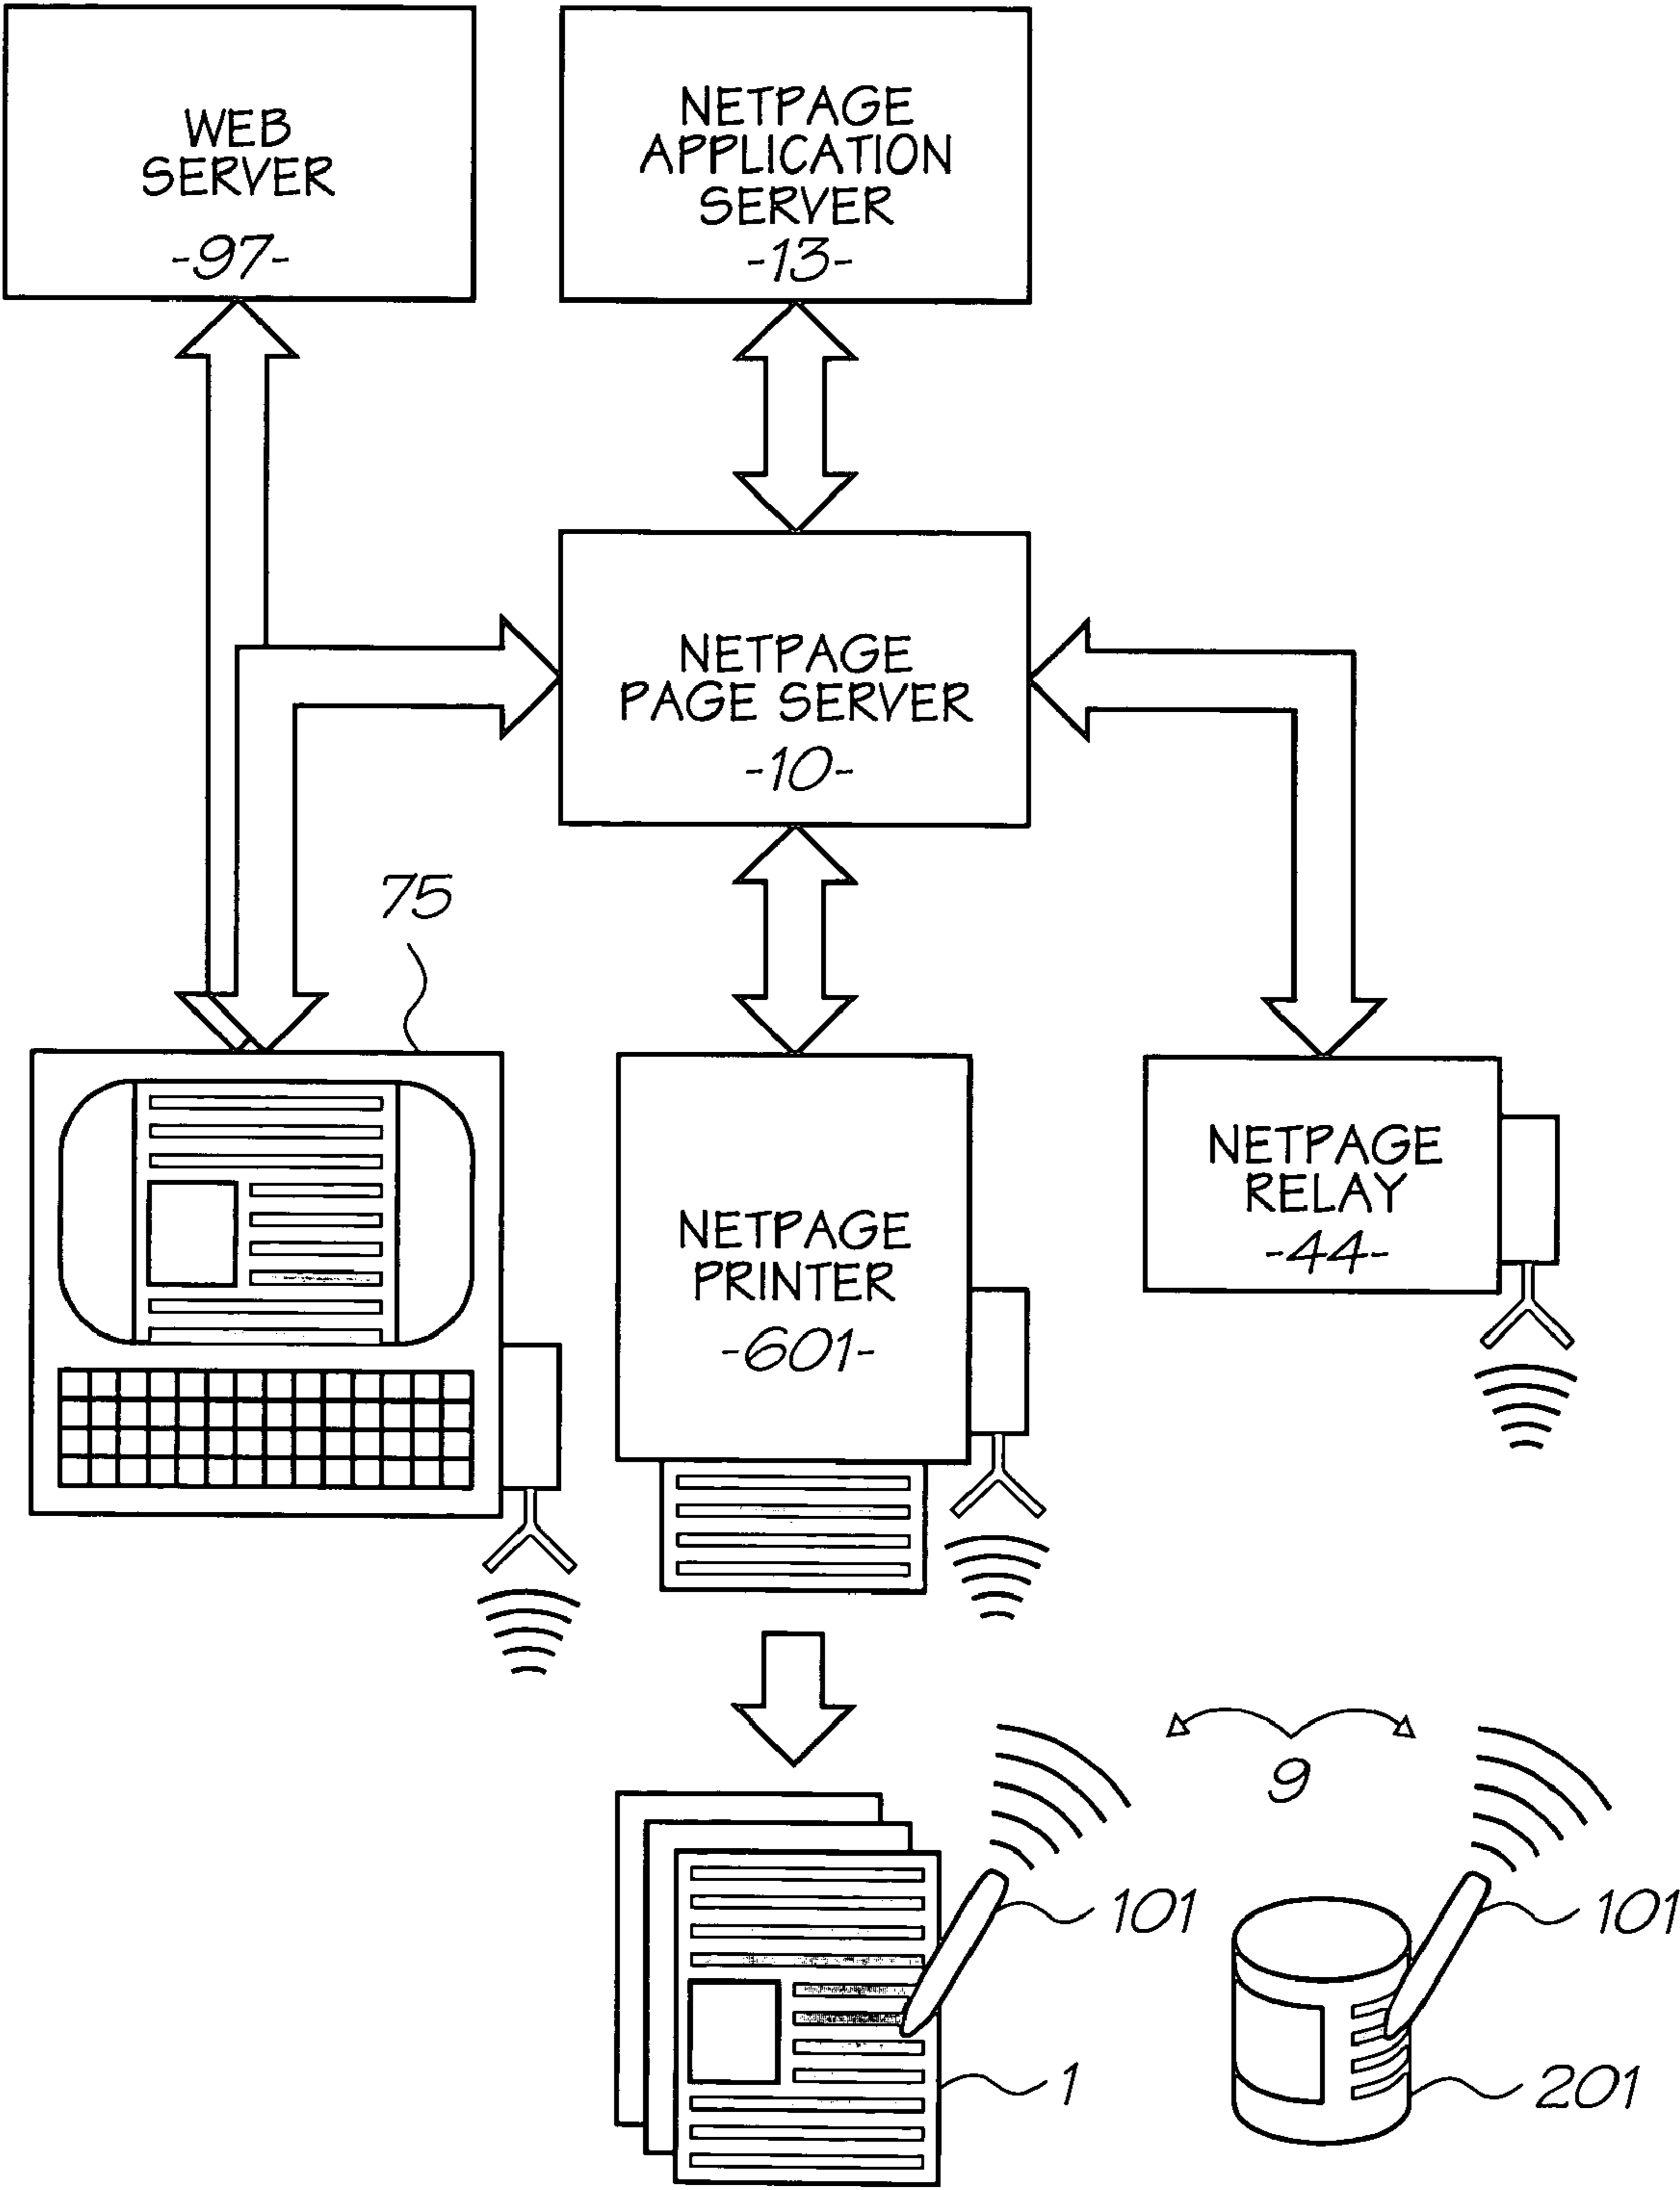 WEB
SERVER
-97-
NETPAGE
APPLICATION
SERVER
-13-
NETPAGE
PAGE SERVER
-10-
75
NETPAGE
RELAY
-44-
NETPAGE
PRINTER
-601-
9
101
101
1
201